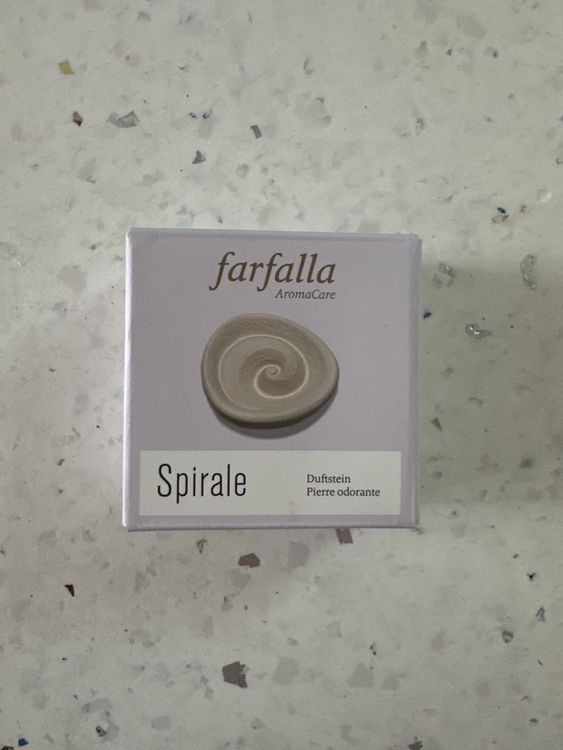 farfalla
AromaCare
Spirale
Duftstein
Pierre odorante